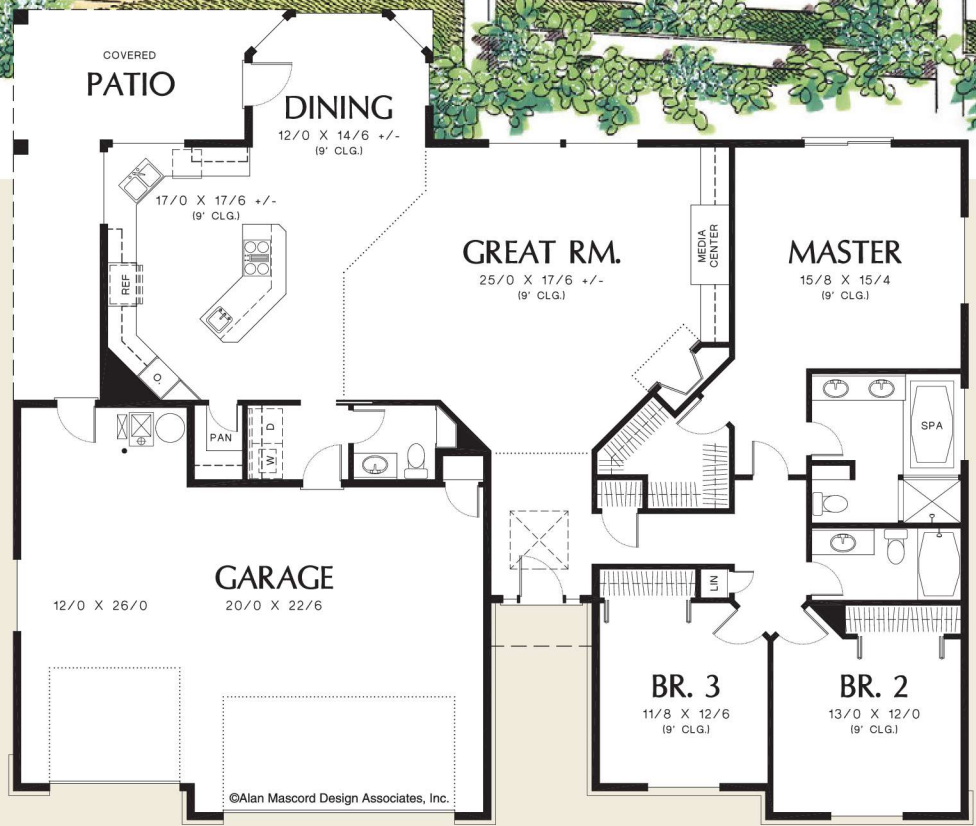 COVERED
PATIO
DINING
12/0 X 14/6 +/-
(9' CLG.)
17/0 X 17/6 +/-
(9' CLG.)
REF
O.
GREAT RM.
25/0 X 17/6 +/-
(9' CLG.)
MEDIA
CENTER
MASTER
15/8 X 15/4
(9' CLG.)
PAN
D
W
SPA
GARAGE
12/0 X 26/0
20/0 X 22/6
LIN
BR. 3
11/8 X 12/6
(9' CLG.)
BR. 2
13/0 X 12/0
(9' CLG.)
©Alan Mascord Design Associates, Inc.